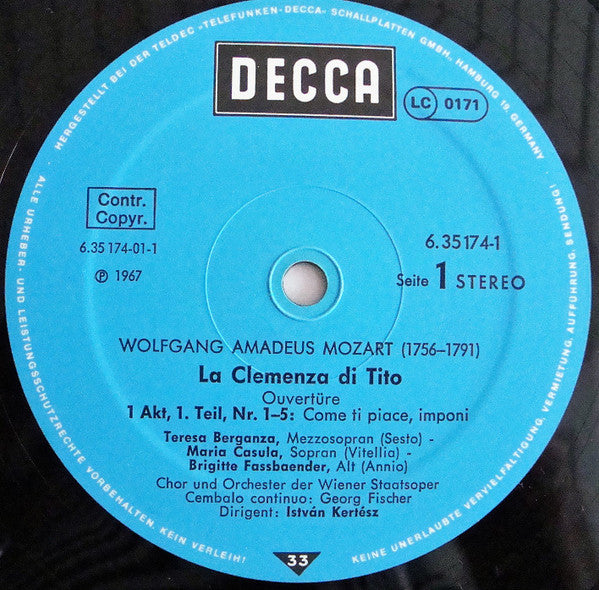 HERGESTELLT BEI DER TELDEC »TELEFUNKEN-DECCA« SCHALLPLATTEN GMBH, HAMBURG 19 GERMANY
DECCA
LC 0171
Contr.
Copyr.
6.35 174-01-1
℗ 1967
6.35174-1
Seite 1 STEREO
WOLFGANG AMADEUS MOZART (1756–1791)
La Clemenza di Tito
Ouvertüre
1 Akt, 1. Teil, Nr. 1–5: Come ti piace, imponi
Teresa Berganza, Mezzosopran (Sesto) -
Maria Casula, Sopran (Vitellia) -
Brigitte Fassbaender, Alt (Annio)
Chor und Orchester der Wiener Staatsoper
Cembalo continuo: Georg Fischer
Dirigent: István Kertész
33
ALLE URHEBER- UND LEISTUNGSSCHUTZRECHTE VORBEHALTEN. KEIN VERLEIH!
KEINE UNERLAUBTE VERVIELFÄLTIGUNG, VERMIETUNG, AUFFÜHRUNG, SENDUNG!